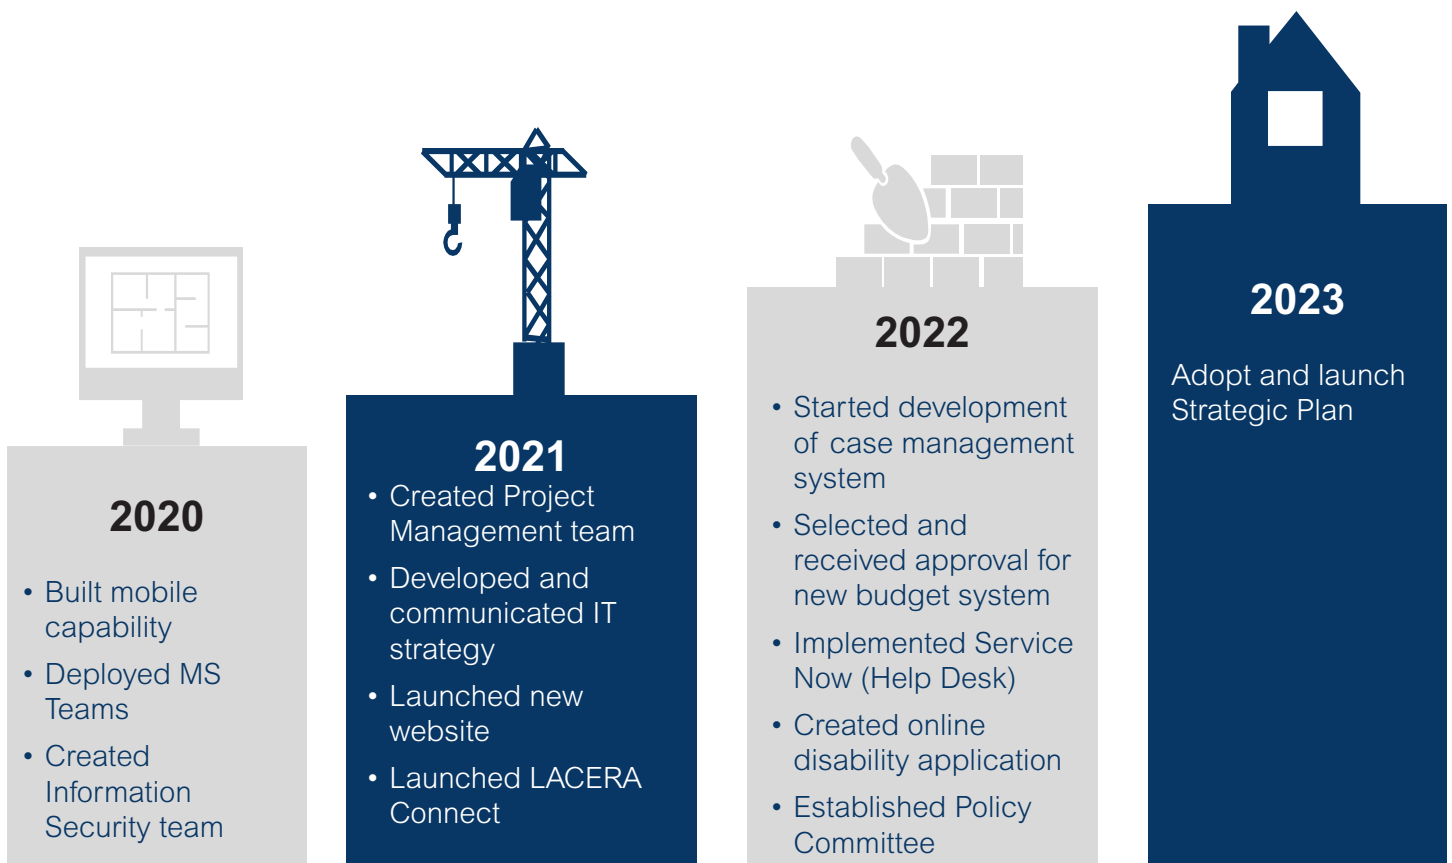 2020
• Built mobile
capability
• Deployed MS
Teams
• Created
Information
Security team
2021
• Created Project
Management team
• Developed and
communicated IT
strategy
• Launched new
website
• Launched LACERA
Connect
2022
• Started development
of case management
system
• Selected and
received approval for
new budget system
• Implemented Service
Now (Help Desk)
• Created online
disability application
• Established Policy
Committee
2023
Adopt and launch
Strategic Plan